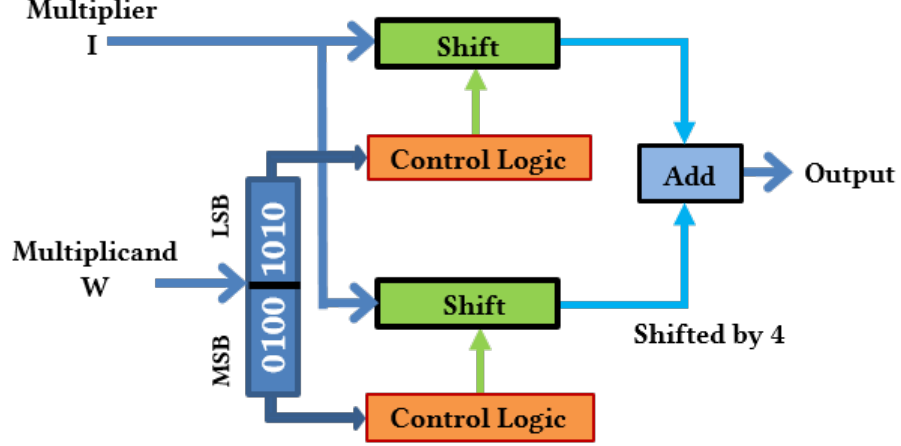 Multiplier
I
Shift
Control Logic
Add
Output
LSB
1010
Multiplicand
W
0100
MSB
Shift
Shifted by 4
Control Logic